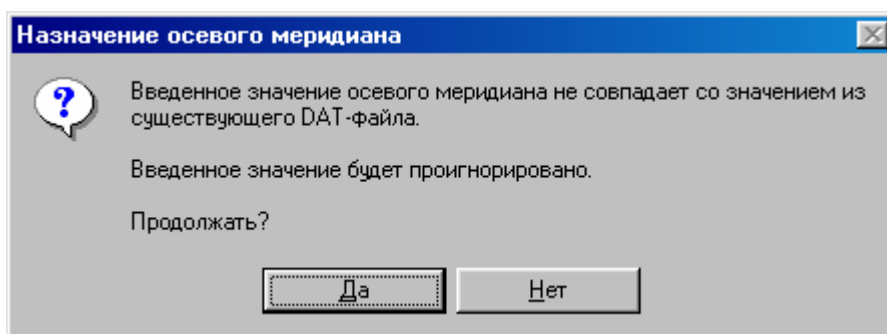 Назначение осевого меридиана
Введенное значение осевого меридиана не совпадает со значением из
существующего DAT-файла.
Введенное значение будет проигнорировано.
Продолжать?
Да
Нет